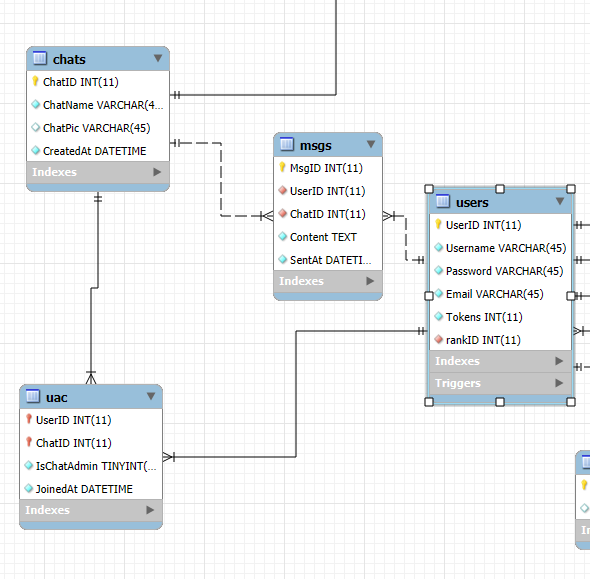 chats
ChatID INT(11)
ChatName VARCHAR(4...
ChatPic VARCHAR(45)
CreatedAt DATETIME
Indexes
msgs
MsgID INT(11)
UserID INT(11)
ChatID INT(11)
Content TEXT
SentAt DATETI...
Indexes
users
UserID INT(11)
Username VARCHAR(45)
Password VARCHAR(45)
Email VARCHAR(45)
Tokens INT(11)
rankID INT(11)
Indexes
Triggers
uac
UserID INT(11)
ChatID INT(11)
IsChatAdmin TINYINT(...
JoinedAt DATETIME
Indexes